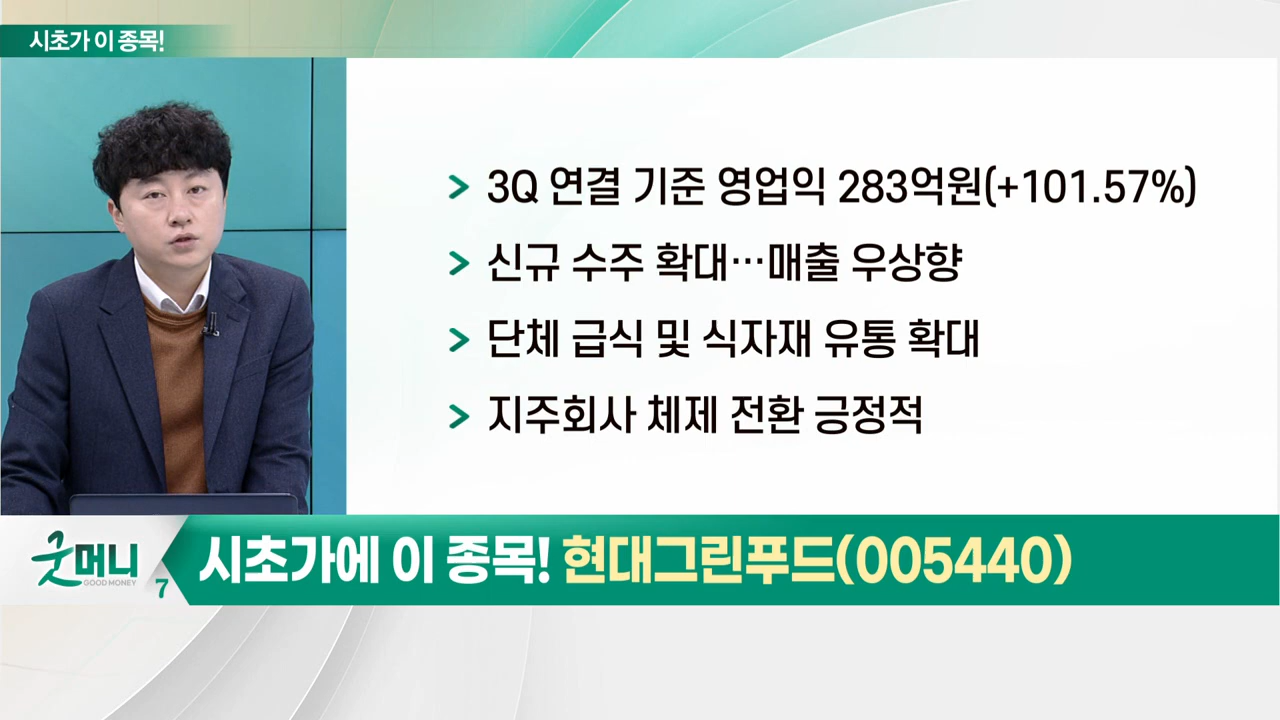 시초가 이 종목!
> 3Q 연결 기준 영업익 283억원(+101.57%)
> 신규 수주 확대…매출 우상향
> 단체 급식 및 식자재 유통 확대
> 지주회사 체제 전환 긍정적
굿머니
GOOD MONEY
7
시초가에 이 종목! 현대그린푸드(005440)